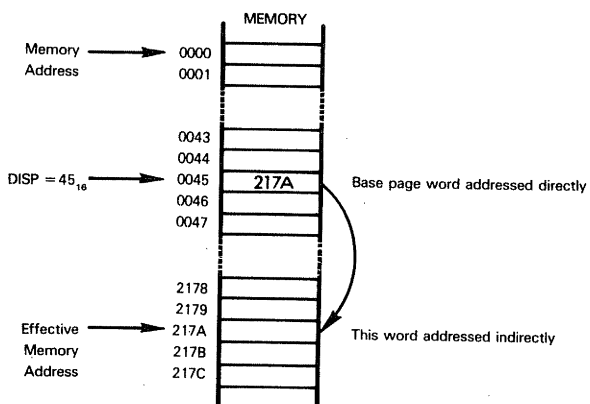 MEMORY
Memory 0000
Address 0001
0043
0044
DISP = 45₁₆ 0045 217A Base page word addressed directly
0046
0047
2178
2179
Effective 217A This word addressed indirectly
Memory 217B
Address 217C